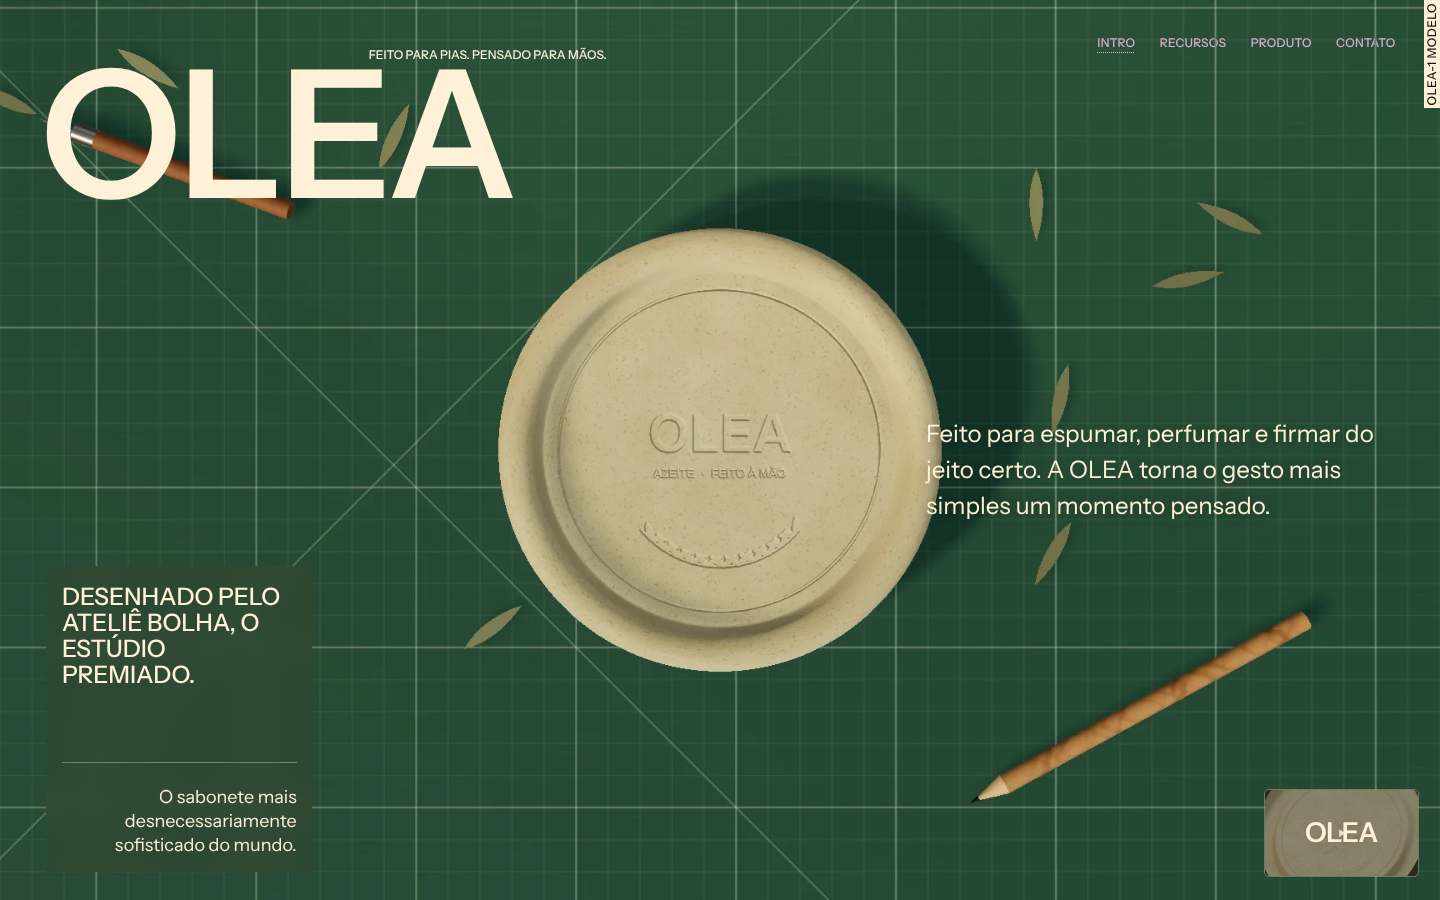 FEITO PARA PIAS. PENSADO PARA MÃOS.
OLEA
INTRO
RECURSOS
PRODUTO
CONTATO
OLEA-1 MODELO
OLEA
AZEITE · FEITO À MÃO
Feito para espumar, perfumar e firmar do
jeito certo. A OLEA torna o gesto mais
simples um momento pensado.
DESENHADO PELO
ATELIÊ BOLHA, O
ESTÚDIO
PREMIADO.
O sabonete mais
desnecessariamente
sofisticado do mundo.
OLEA